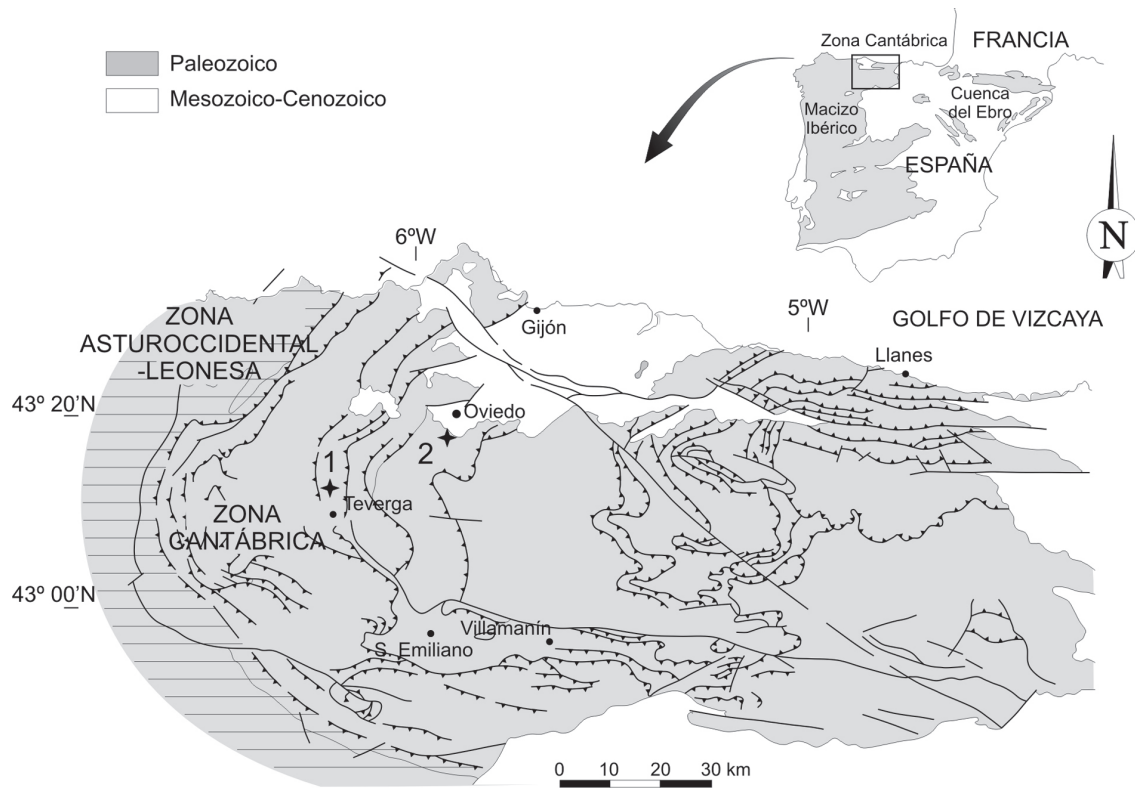 Paleozoico
Mesozoico-Cenozoico
Zona Cantábrica
FRANCIA
Macizo
Ibérico
Cuenca
del Ebro
ESPAÑA
N
6ºW
5ºW
ZONA
ASTUROCCIDENTAL
-LEONESA
Gijón
GOLFO DE VIZCAYA
Llanes
43º 20'N
Oviedo
2
1
Teverga
ZONA
CANTÁBRICA
43º 00'N
Villamanín
S. Emiliano
0 10 20 30 km